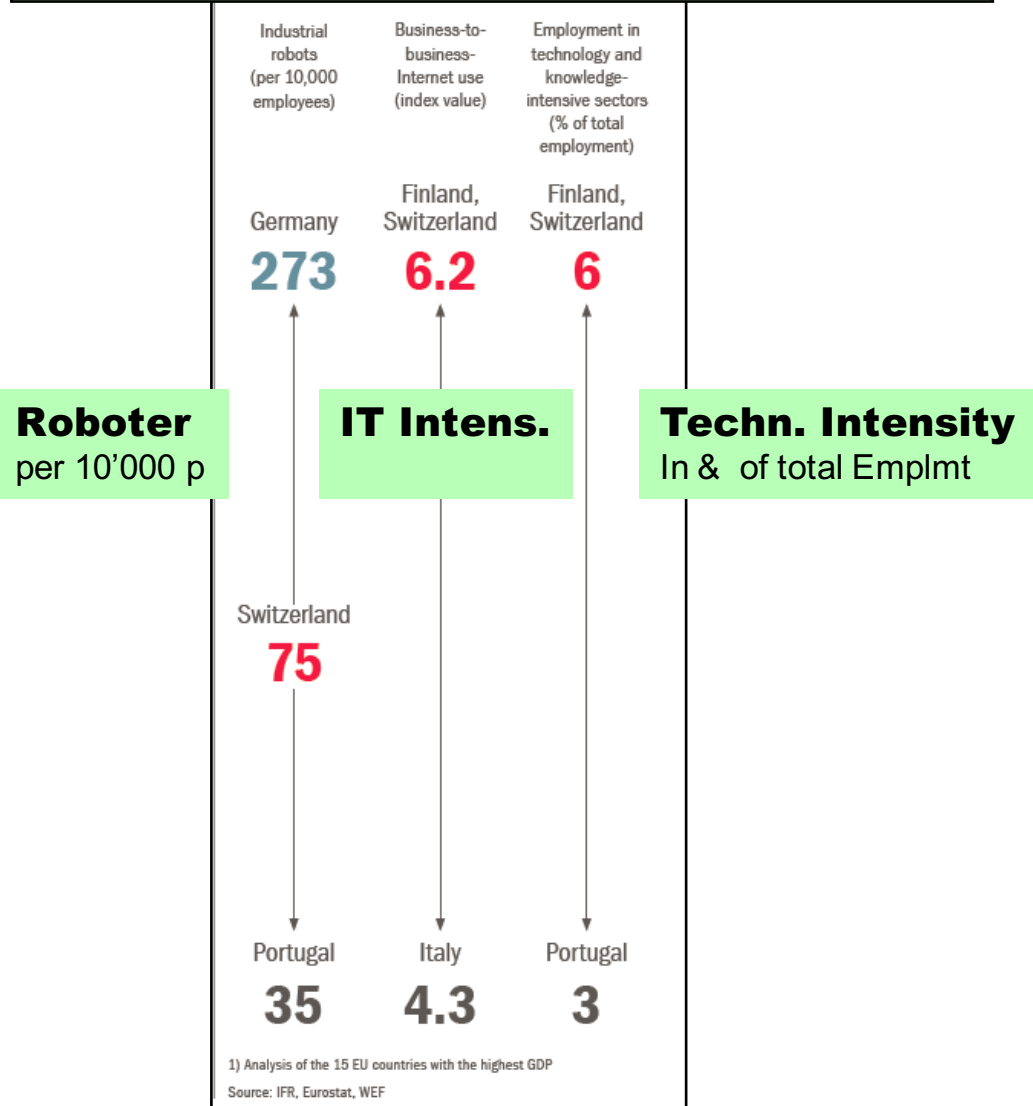 Industrial
robots
(per 10,000
employees)
Business-to-
business-
Internet use
(index value)
Employment in
technology and
knowledge-
intensive sectors
(% of total
employment)
Germany
273
Finland,
Switzerland
6.2
Finland,
Switzerland
6
Roboter
per 10’000 p
IT Intens.
Techn. Intensity
In & of total Emplmt
Switzerland
75
Portugal
35
Italy
4.3
Portugal
3
1) Analysis of the 15 EU countries with the highest GDP
Source: IFR, Eurostat, WEF